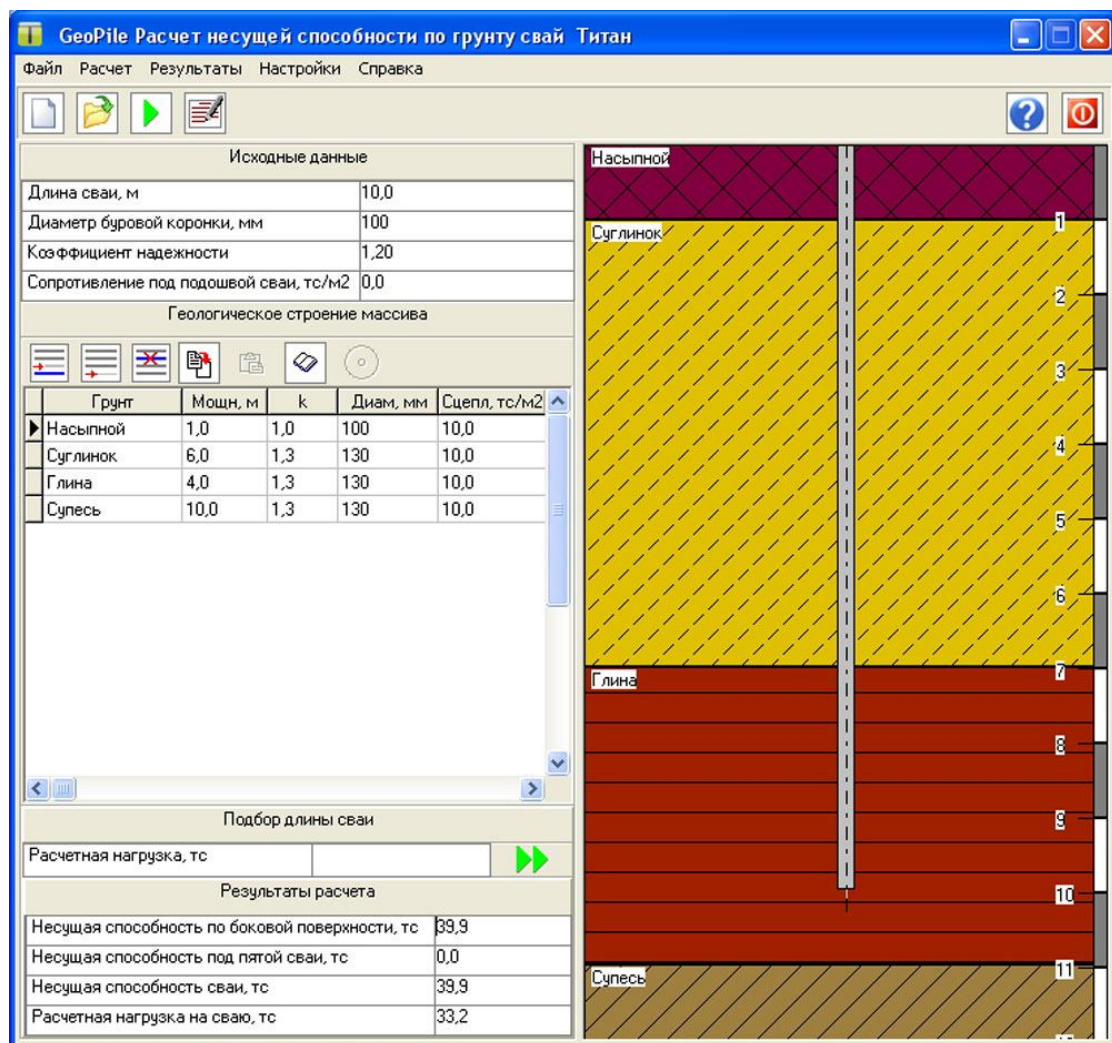 GeoPile Расчет несущей способности по грунту свай Титан
Файл Расчет Результаты Настройки Справка
Исходные данные
Длина сваи, м 10,0
Диаметр буровой коронки, мм 100
Коэффициент надежности 1,20
Сопротивление под подошвой сваи, тс/м2 0,0
Геологическое строение массива
Грунт Мощн, м k Диам, мм Сцепл, тс/м2
Насыпной 1,0 1,0 100 10,0
Суглинок 6,0 1,3 130 10,0
Глина 4,0 1,3 130 10,0
Супесь 10,0 1,3 130 10,0
Подбор длины сваи
Расчетная нагрузка, тс
Результаты расчета
Несущая способность по боковой поверхности, тс 39,9
Несущая способность под пятой сваи, тс 0,0
Несущая способность сваи, тс 39,9
Расчетная нагрузка на сваю, тс 33,2
Насыпной
1
Суглинок
2
3
4
5
6
7
Глина
8
9
10
11
Супесь